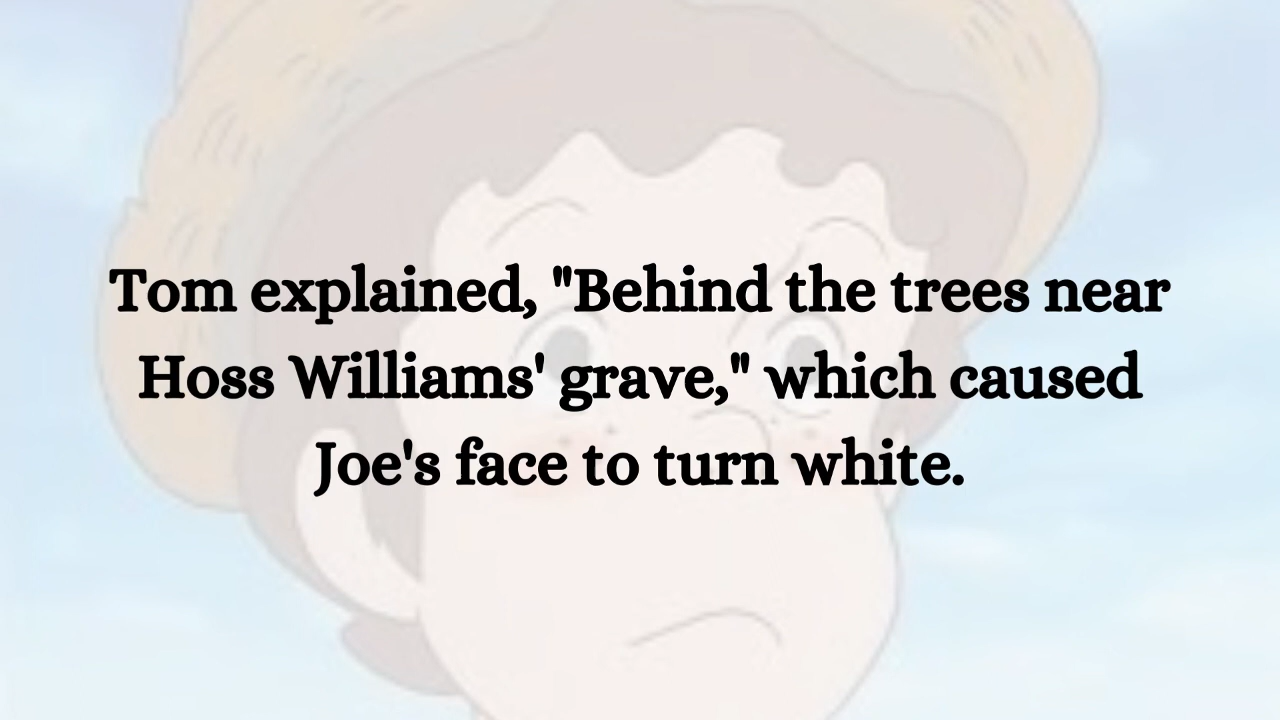 Tom explained, "Behind the trees near
Hoss Williams' grave," which caused
Joe's face to turn white.